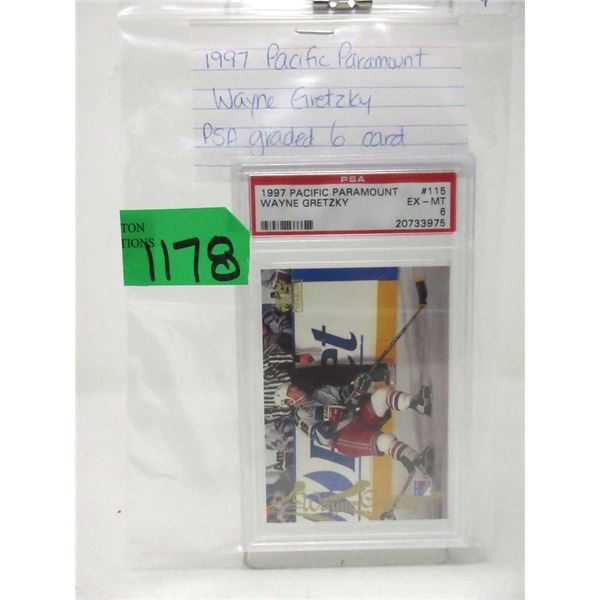 1997 Pacific Paramount
Wayne Gretzky
PSA graded 6 card
PSA
1997 PACIFIC PARAMOUNT #115
WAYNE GRETZKY EX - MT
6
20733975
TON
TIONS
1178